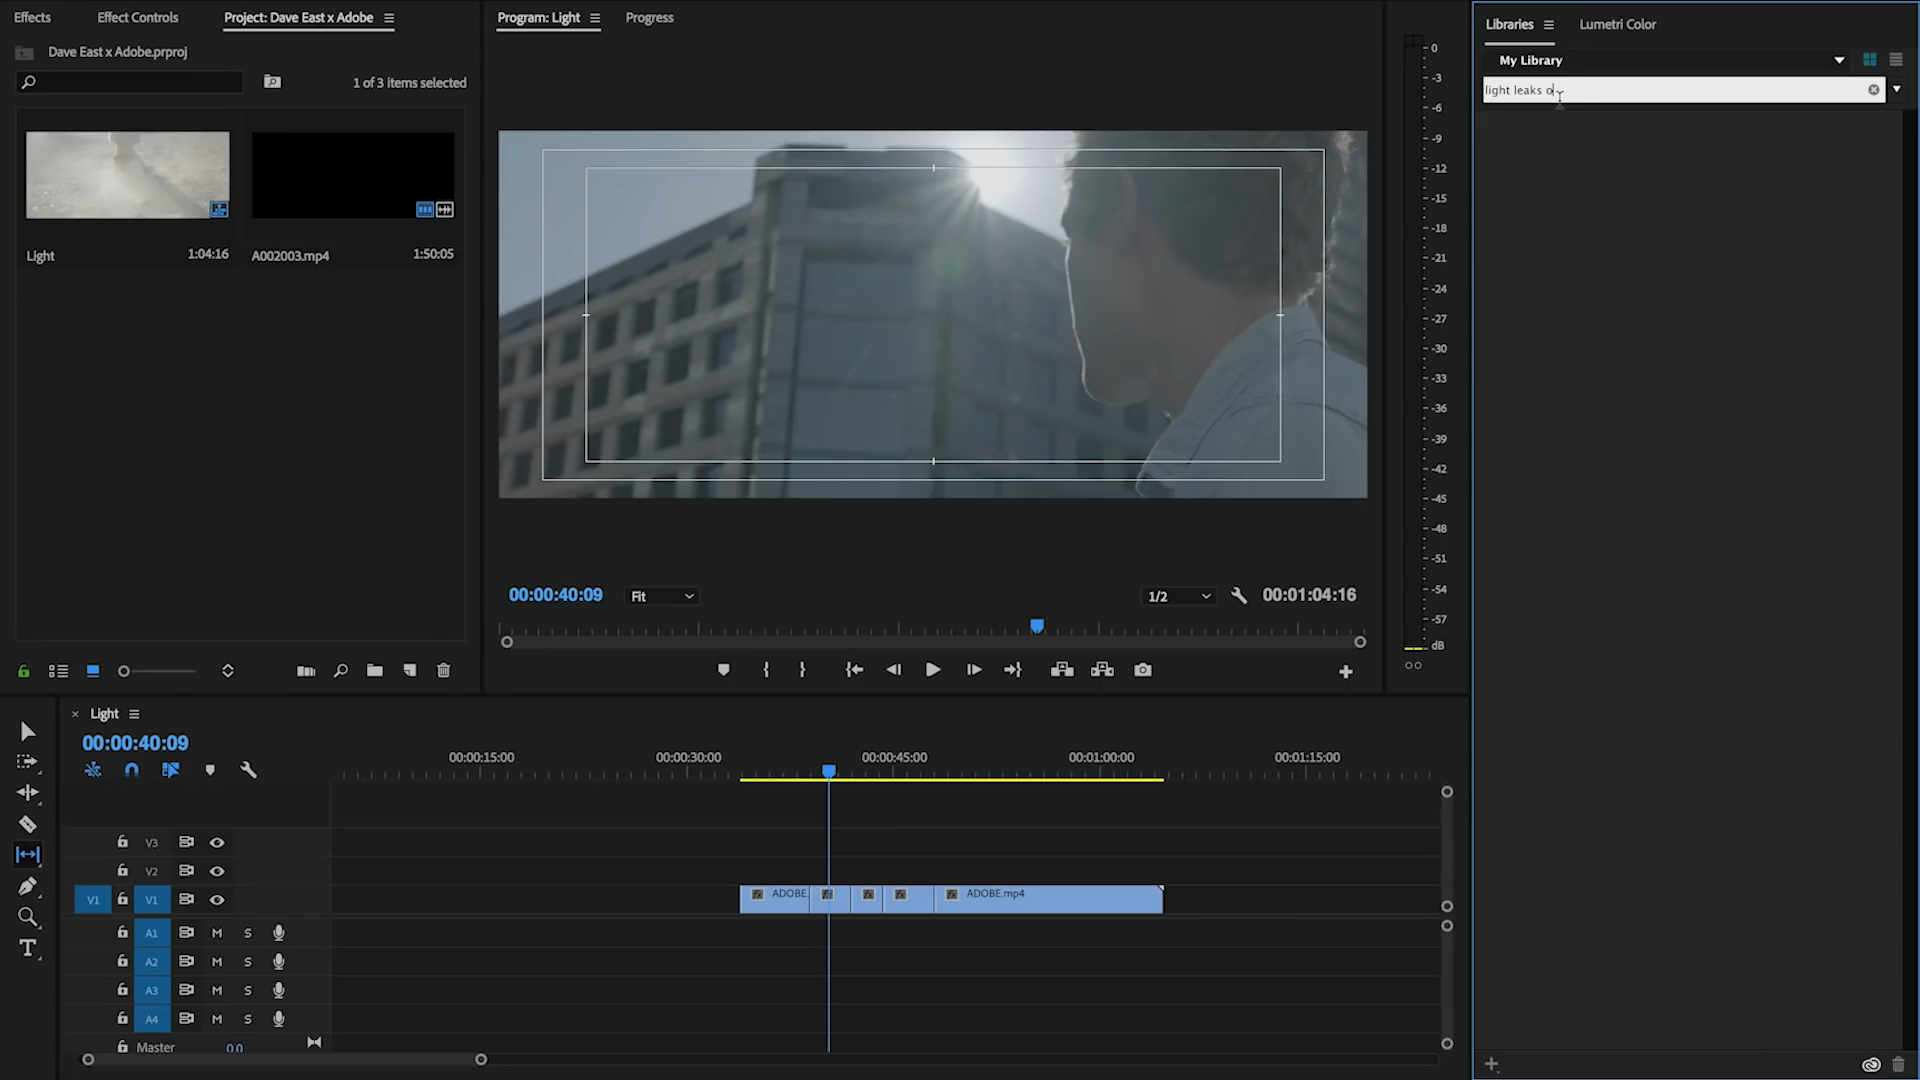 Effects
Effect Controls
Project: Dave East x Adobe
Dave East x Adobe.prproj
1 of 3 items selected
Light
1:04:16
A002003.mp4
1:50:05
Program: Light
Progress
00:00:40:09
Fit
1/2
00:01:04:16
0
-3
-6
-9
-12
-15
-18
-21
-24
-27
-30
-33
-36
-39
-42
-45
-48
-51
-54
-57
dB
Libraries
Lumetri Color
My Library
light leaks o
× Light
00:00:40:09
00:00:15:00
00:00:30:00
00:00:45:00
00:01:00:00
00:01:15:00
V3
V2
V1 V1
ADOBE.
fx
ADOBE.mp4
A1 M S
A2 M S
A3 M S
A4 M S
Master 0.0
T